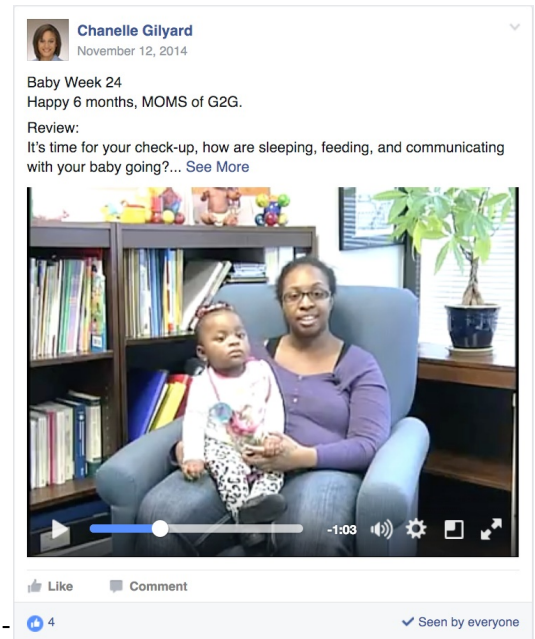 Chanelle Gilyard
November 12, 2014
Baby Week 24
Happy 6 months, MOMS of G2G.
Review:
It's time for your check-up, how are sleeping, feeding, and communicating
with your baby going?... See More
-1:03
Like Comment
4 Seen by everyone